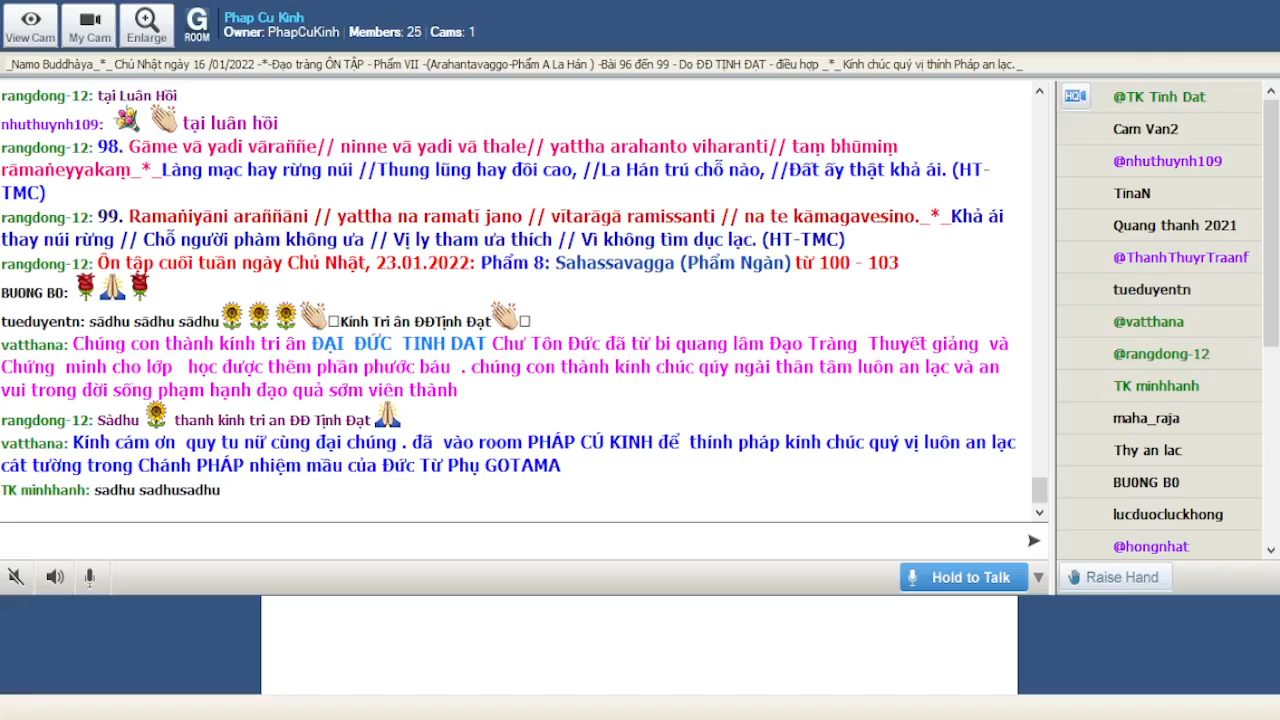 View Cam
My Cam
Enlarge
G
ROOM
Phap Cu Kinh
Owner: PhapCuKinh | Members: 25 | Cams: 1
_Namo Buddhàya_*_ Chủ Nhật ngày 16 /01/2022 -*-Đạo tràng ÔN TẬP - Phẩm VII -(Arahantavaggo-Phẩm A La Hán ) -Bài 96 đến 99 - Do ĐĐ TỊNH ĐẠT - điều hợp _*_ Kính chúc quý vị thính Pháp an lạc._
rangdong-12: tại Luân Hồi
nhuthuynh109: tại luân hồi
rangdong-12: 98. Gāme vā yadi vāraññe// ninne vā yadi vā thale// yattha arahanto viharanti// taṃ bhūmiṃ
rāmaṅeyyakaṃ_*_Làng mạc hay rừng núi //Thung lũng hay đồi cao, //La Hán trú chỗ nào, //Đất ấy thật khả ái. (HT-
TMC)
rangdong-12: 99. Ramaṅiyāni araññāni // yattha na ramatī jano // vītarāgā ramissanti // na te kāmagavesino._*_Khả ái
thay núi rừng // Chỗ người phàm không ưa // Vị ly tham ưa thích // Vì không tìm dục lạc. (HT-TMC)
rangdong-12: Ôn tập cuối tuần ngày Chủ Nhật, 23.01.2022: Phẩm 8: Sahassavagga (Phẩm Ngàn) từ 100 - 103
BU0NG B0:
tueduyentn: sādhu sādhu sādhu Kính Tri ân ĐĐTịnh Đạt
vatthana: Chúng con thành kính tri ân ĐẠI ĐỨC TINH DAT Chư Tôn Đức đã từ bi quang lâm Đạo Tràng Thuyết giảng và
Chứng minh cho lớp học được thêm phần phước báu . chúng con thành kính chúc qúy ngài thân tâm luôn an lạc và an
vui trong đời sống phạm hạnh đạo quả sớm viên thành
rangdong-12: Sàdhu thanh kinh tri an ĐĐ Tịnh Đạt
vatthana: Kính cám ơn quy tu nữ cùng đại chúng . đã vào room PHÁP CÚ KINH để thính pháp kính chúc quý vị luôn an lạc
cát tường trong Chánh PHÁP nhiệm mầu của Đức Từ Phụ GOTAMA
TK minhhanh: sadhu sadhusadhu
Hold to Talk
HQ
@TK Tinh Dat
Cam Van2
@nhuthuynh109
TinaN
Quang thanh 2021
@ThanhThuyrTraanf
tueduyentn
@vatthana
@rangdong-12
TK minhhanh
maha_raja
Thy an lac
BU0NG B0
lucduocluckhong
@hongnhat
Raise Hand